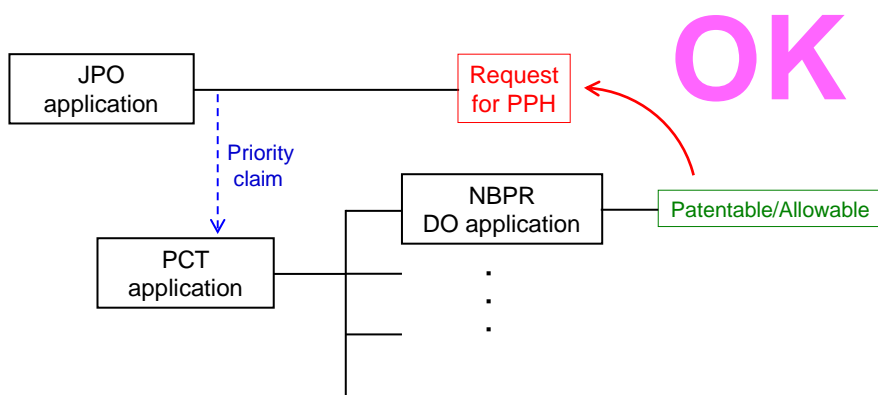 OK
JPO
application
Request
for PPH
Priority
claim
NBPR
DO application
Patentable/Allowable
PCT
application